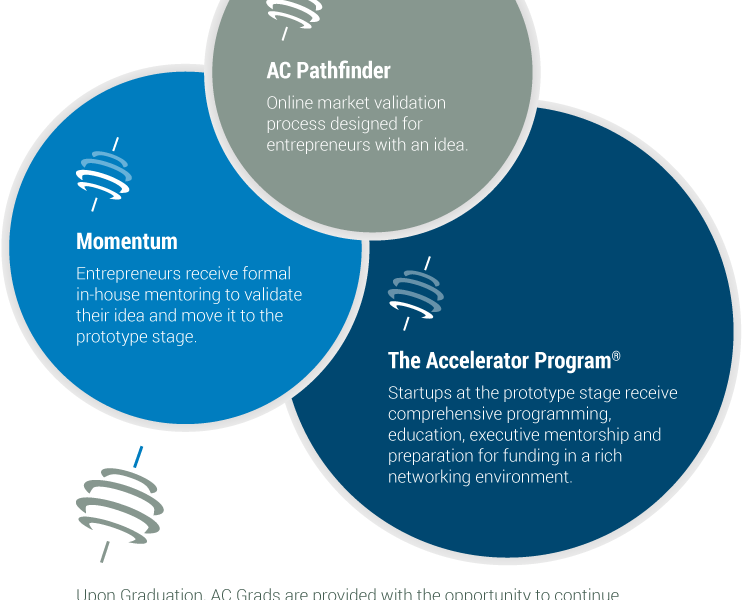 AC Pathfinder
Online market validation
process designed for
entrepreneurs with an idea.
Momentum
Entrepreneurs receive formal
in-house mentoring to validate
their idea and move it to the
prototype stage.
The Accelerator Program®
Startups at the prototype stage receive
comprehensive programming,
education, executive mentorship and
preparation for funding in a rich
networking environment.
Upon Graduation, AC Grads are provided with the opportunity to continue